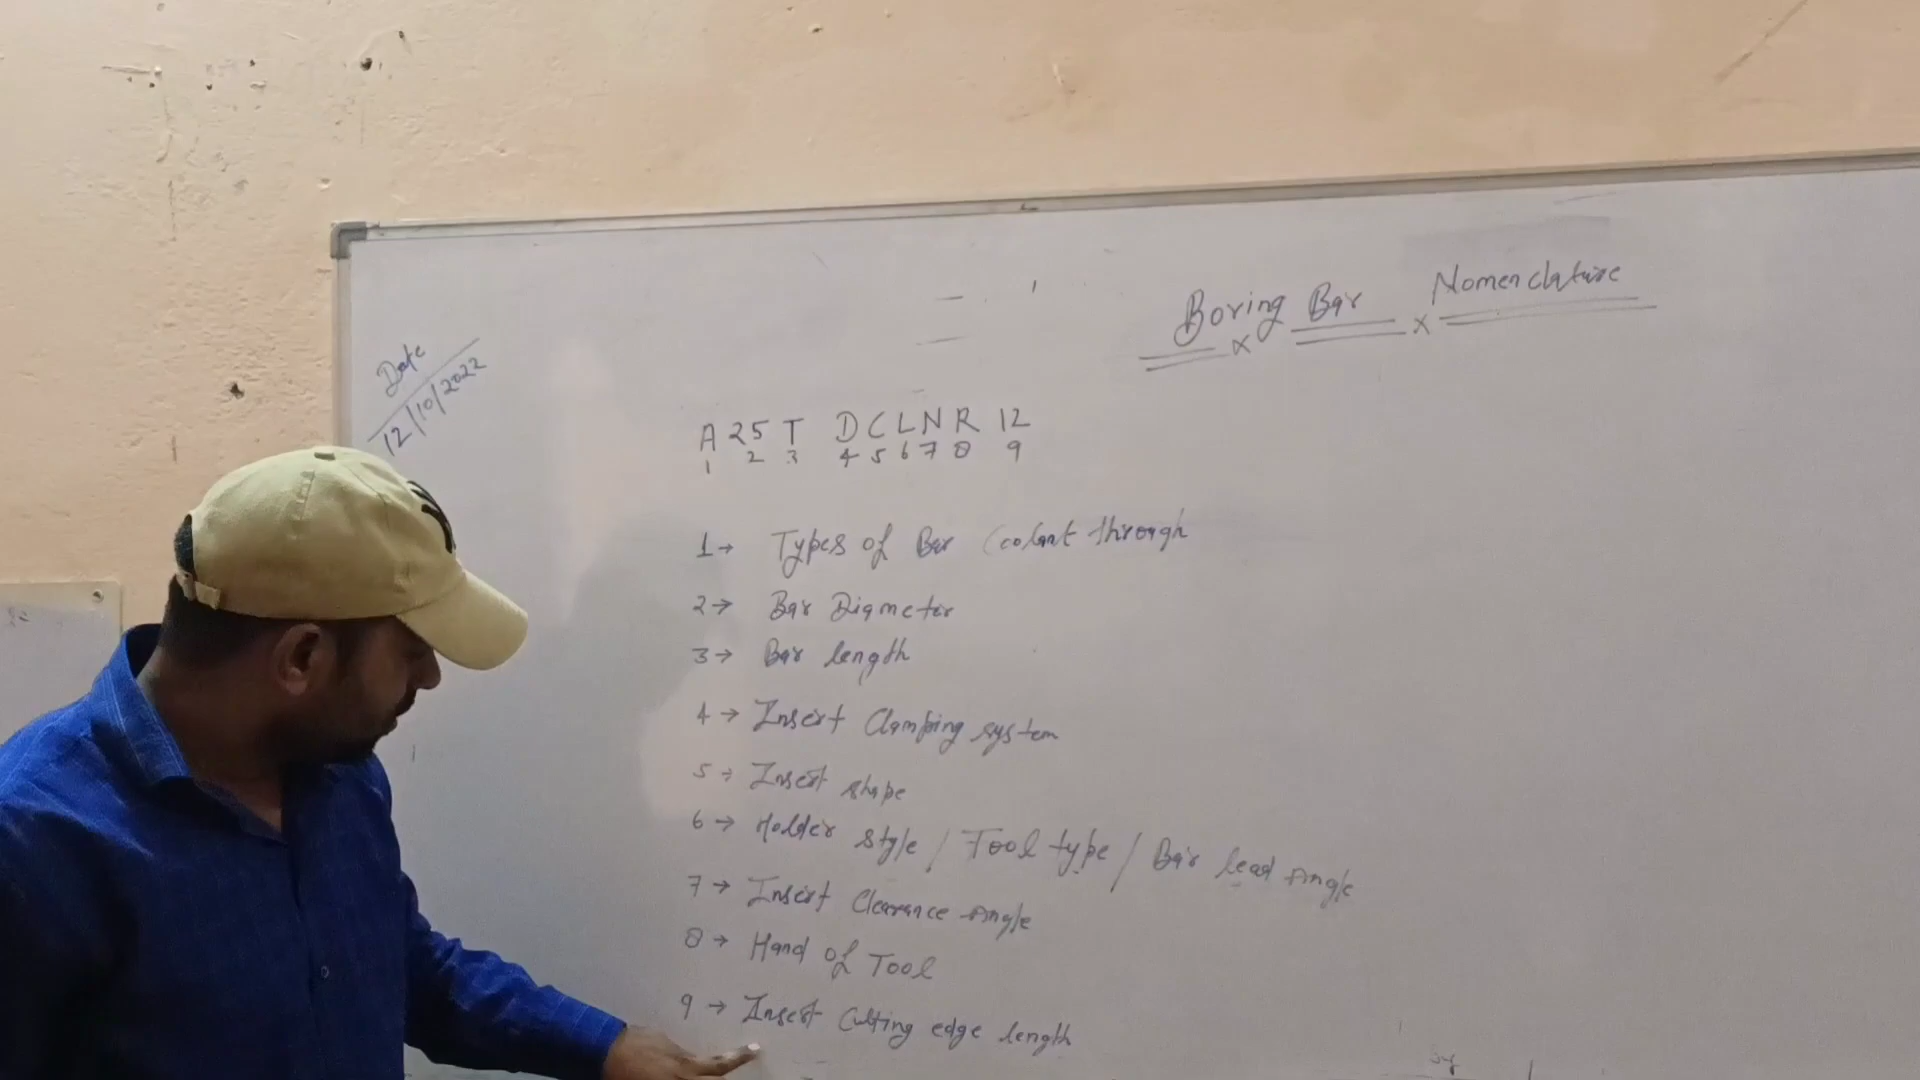 Boring Bar Nomenclature
Date
12/10/2022
A 25 T D C L N R 12
1 2 3 4 5 6 7 8 9
1→ Types of Bar (colant through
2→ Bar Diameter
3→ Bar length
4→ Insert Clamping system
5→ Insert shape
6→ Holder style / Tool type / Bar lead Angle
7→ Insert Clearance Angle
8→ Hand of Tool
9→ Insert Cutting edge length